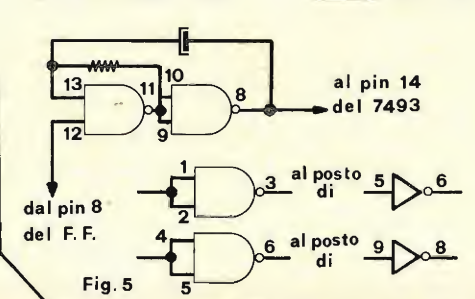 13
11
10
8
12
9
al pin 14
del 7493
dal pin 8
del F. F.
1
2
3
al posto
di
5
6
4
5
6
al posto
di
9
8
Fig. 5